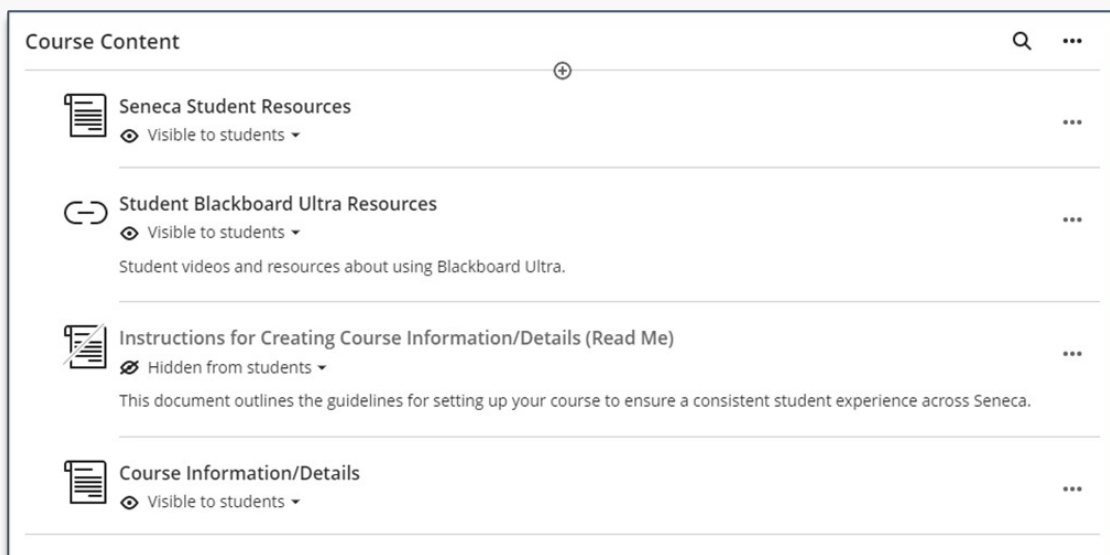 Course Content
Seneca Student Resources
Visible to students
Student Blackboard Ultra Resources
Visible to students
Student videos and resources about using Blackboard Ultra.
Instructions for Creating Course Information/Details (Read Me)
Hidden from students
This document outlines the guidelines for setting up your course to ensure a consistent student experience across Seneca.
Course Information/Details
Visible to students